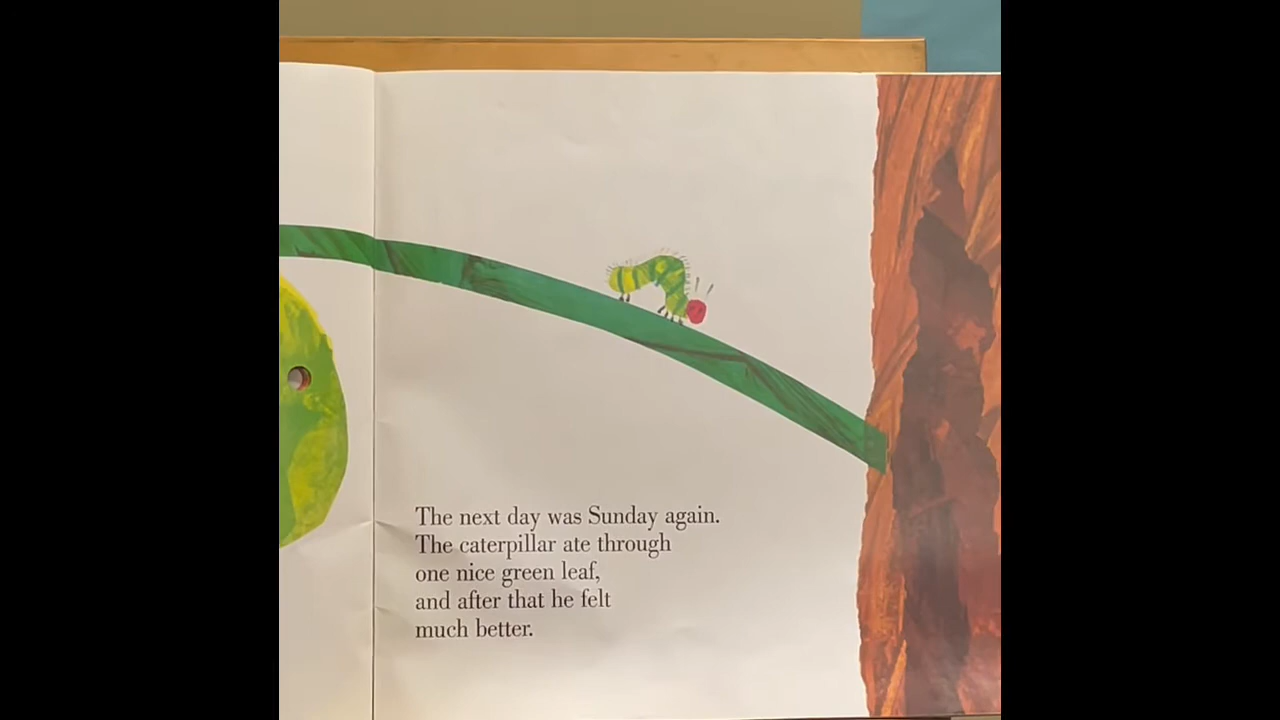 The next day was Sunday again.
The caterpillar ate through
one nice green leaf,
and after that he felt
much better.